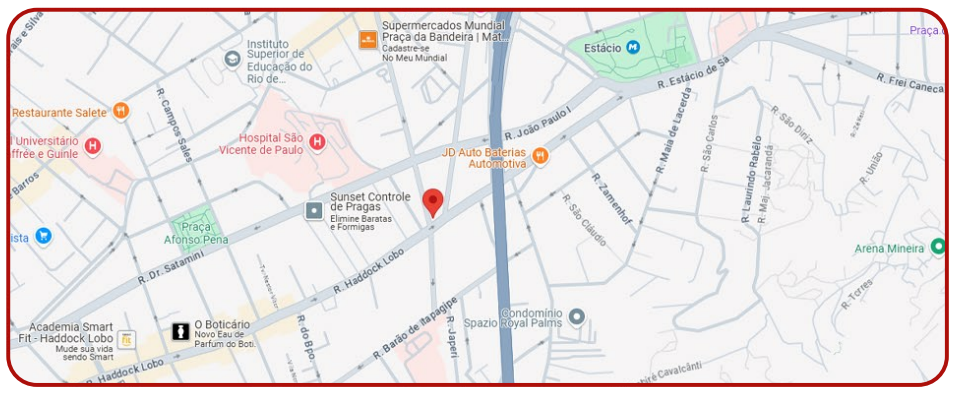 Supermercados Mundial
Praça da Bandeira | Mat...
Cadastre-se
No Meu Mundial
Praça.
rais e Silva
Instituto
Superior de
Educação do
Rio de...
Estácio
R. Estácio de Sá
R. Frei Caneca
Restaurante Salete
R. Campos Sales
R. João Paulo I
R. Maia de Lacerda
R. São Carlos
R. São Diniz
Universitário
ffrée e Guinle
Hospital São
Vicente de Paulo
JD Auto Baterias
Automotiva
R. Laurindo Rabêlo
R. Maj. Jacarandá
R. União
Barros
Sunset Controle
de Pragas
Elimine Baratas
e Formigas
R. Zamenhof
R. São Cláudio
Praça
Afonso Pena
ista
Arena Mineira
R. Dr. Satamini
R. Haddock Lobo
R. Torres
O Boticário
Novo Eau de
Parfum do Boti.
R. do Bpo.
R. Barão de Itapagipe
R. Japeri
Condomínio
Spazio Royal Palms
Academia Smart
Fit - Haddock Lobo
Mude sua vida
sendo Smart
R. Haddock Lobo
Cavalcânti